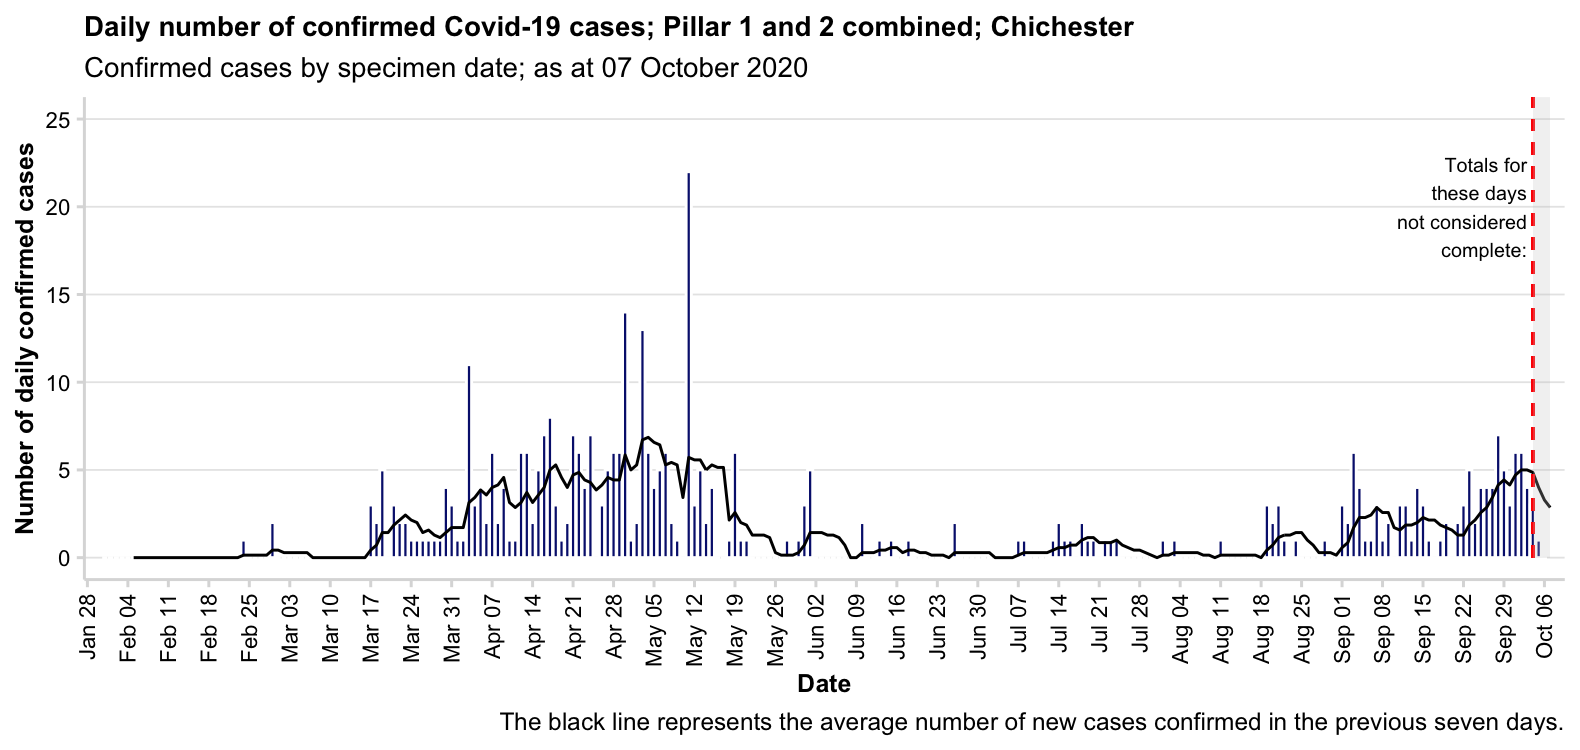 Daily number of confirmed Covid-19 cases; Pillar 1 and 2 combined; Chichester
Confirmed cases by specimen date; as at 07 October 2020
Number of daily confirmed cases
25
20
15
10
5
0
Totals for
these days
not considered
complete:
Jan 28
Feb 04
Feb 11
Feb 18
Feb 25
Mar 03
Mar 10
Mar 17
Mar 24
Mar 31
Apr 07
Apr 14
Apr 21
Apr 28
May 05
May 12
May 19
May 26
Jun 02
Jun 09
Jun 16
Jun 23
Jun 30
Jul 07
Jul 14
Jul 21
Jul 28
Aug 04
Aug 11
Aug 18
Aug 25
Sep 01
Sep 08
Sep 15
Sep 22
Sep 29
Oct 06
Date
The black line represents the average number of new cases confirmed in the previous seven days.